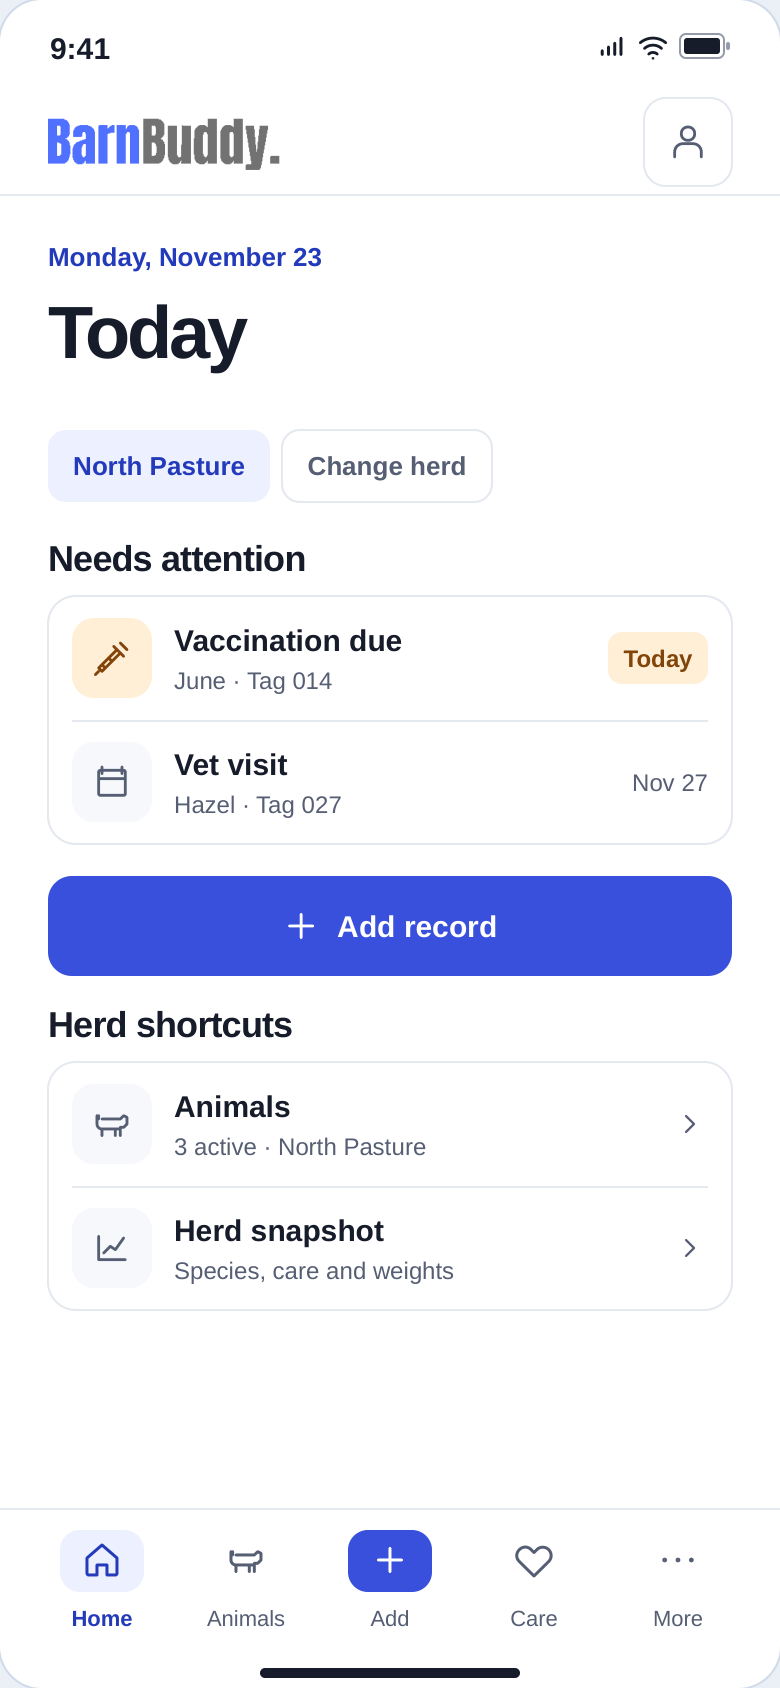 9:41
BarnBuddy.
Monday, November 23
Today
North Pasture
Change herd
Needs attention
Vaccination due
June · Tag 014
Today
Vet visit
Hazel · Tag 027
Nov 27
Add record
Herd shortcuts
Animals
3 active · North Pasture
Herd snapshot
Species, care and weights
Home
Animals
Add
Care
More